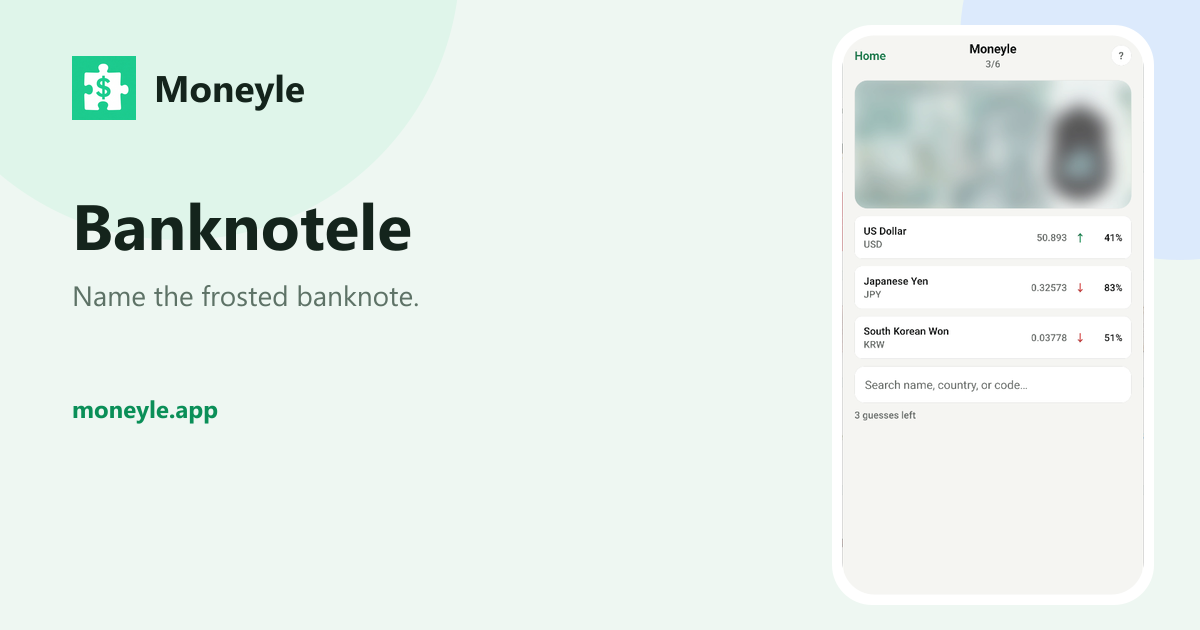 Moneyle
Banknotele
Name the frosted banknote.
moneyle.app
Home
Moneyle
3/6
?
US Dollar
USD
50.893 ↑ 41%
Japanese Yen
JPY
0.32573 ↓ 83%
South Korean Won
KRW
0.03778 ↓ 51%
Search name, country, or code...
3 guesses left